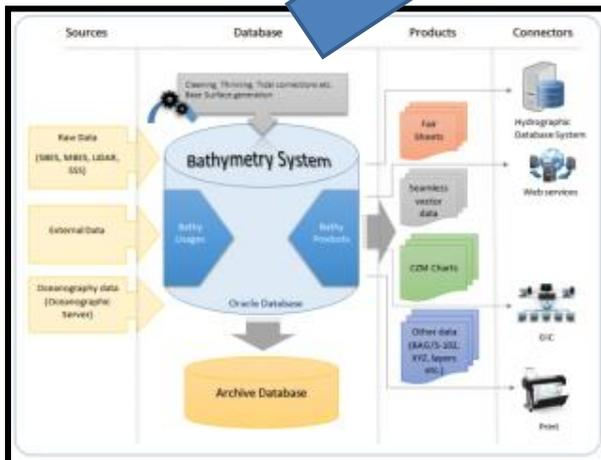 Sources
Database
Products
Connectors
Cleaning, Thinning, Tidal corrections etc.
Base Surface generation
Raw Data
(SBES, MBES, LIDAR,
SSS)
External Data
Oceanography data
(Oceanographic
Server)
Bathymetry System
Bathy
Usages
Bathy
Products
Oracle Database
Archive Database
Fair
Sheets
Seamless
vector
data
CZM Charts
Other data
(BAG/S-102,
XYZ, layers
etc.)
Hydrographic
Database System
Web services
Print